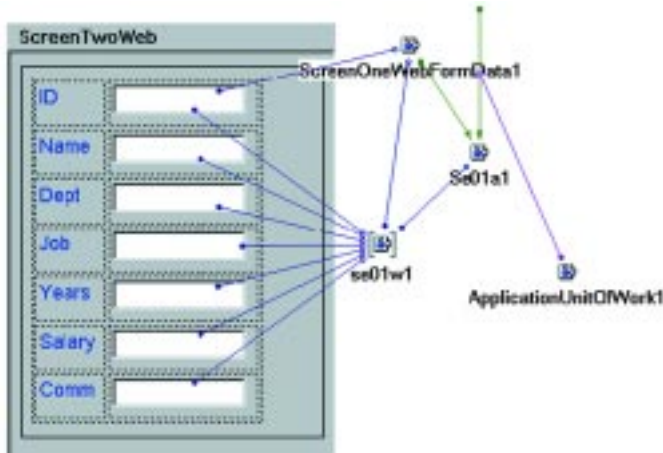 ScreenTwoWeb
ScreenOneWebFormData1
ID
Name
Se01a1
Dept
Job
se01w1
Years
ApplicationUnitOfWork1
Salary
Comm